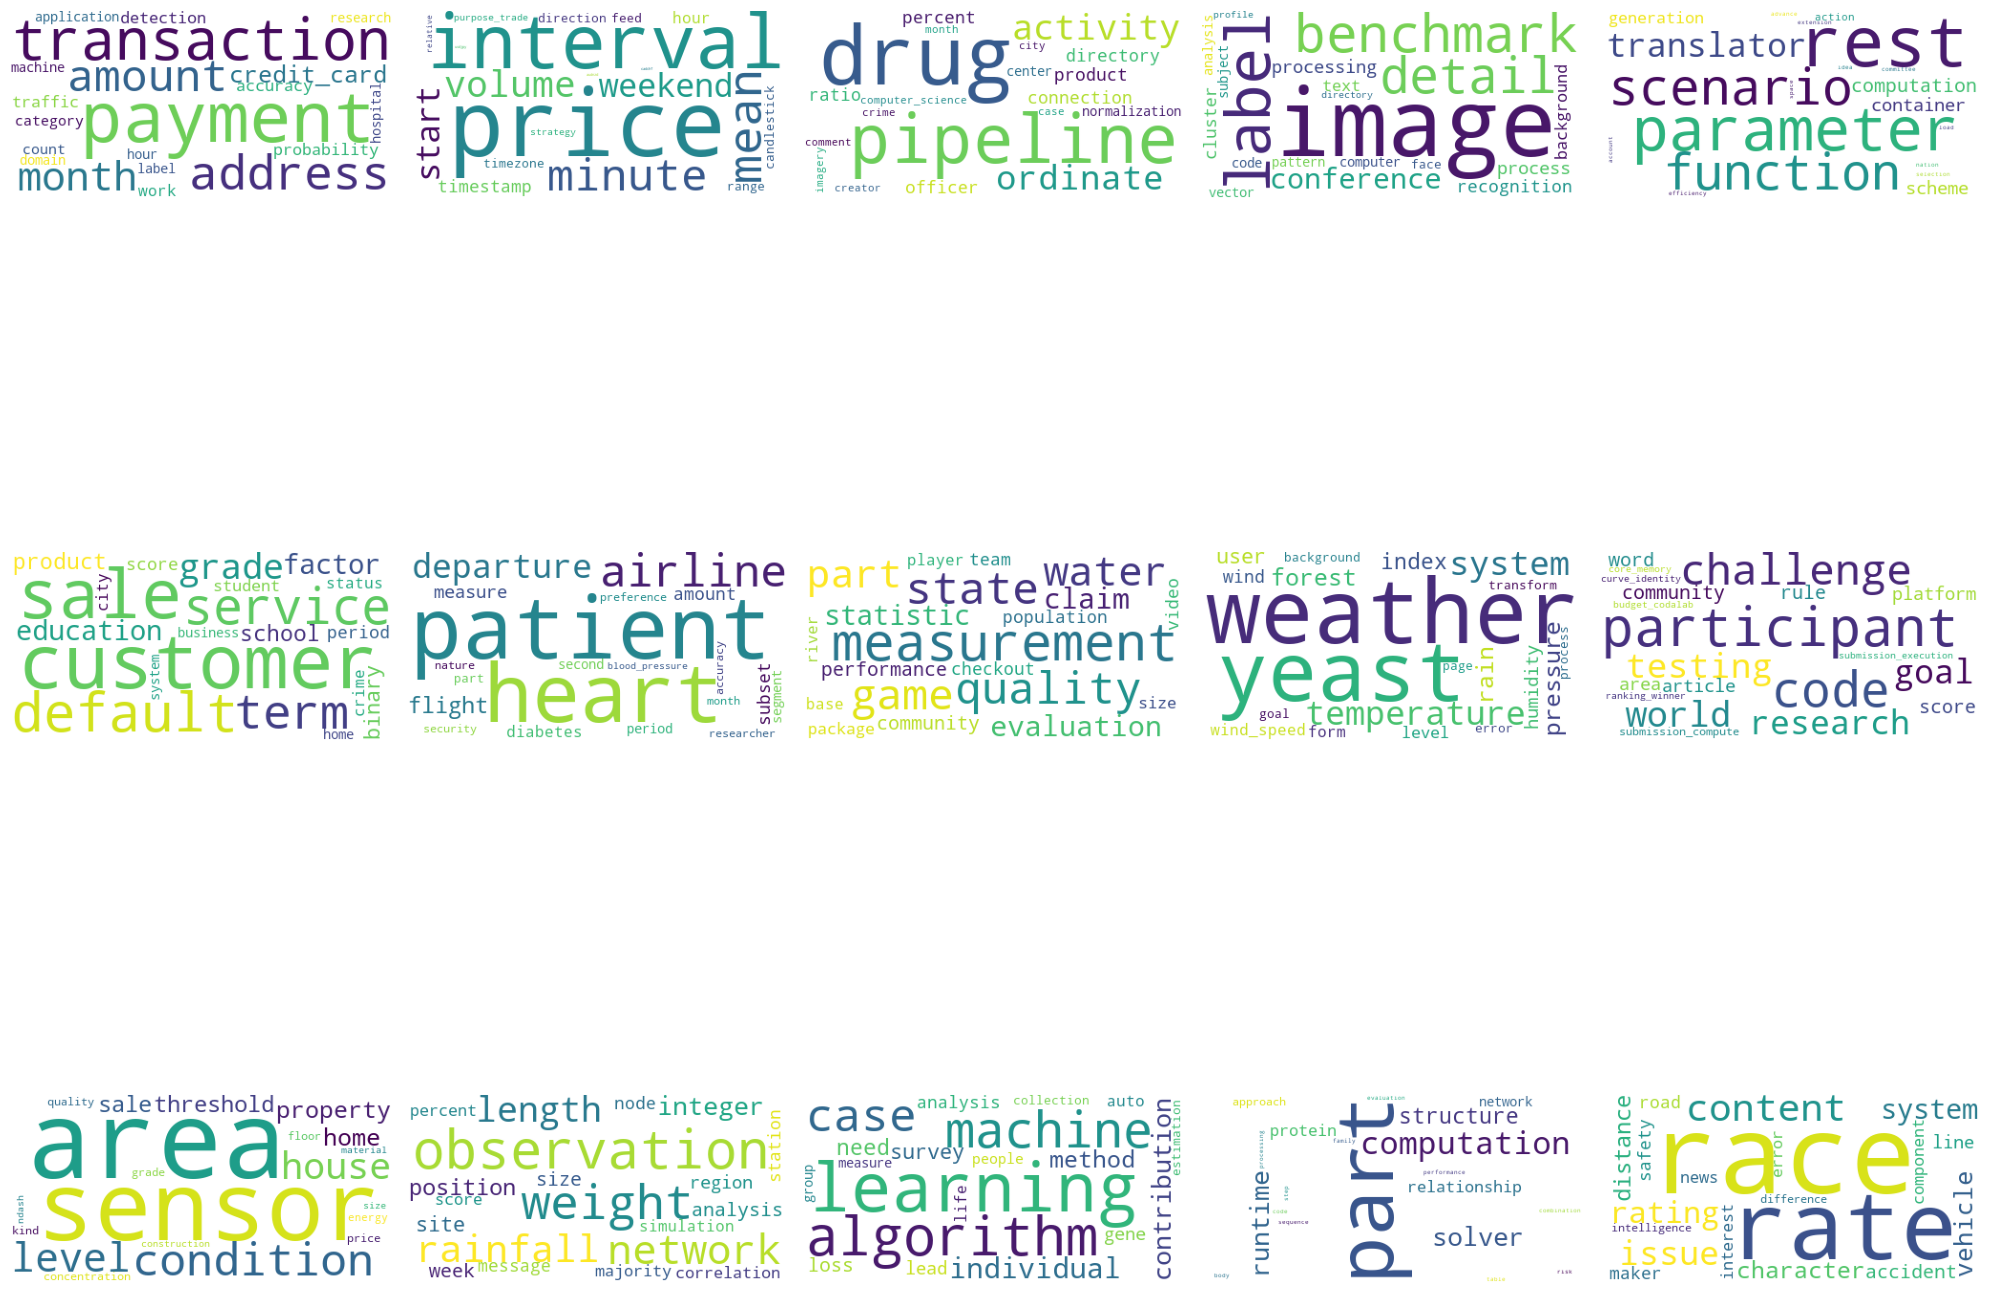 application detection research
transaction
machine amount credit_card
traffic accuracy
category payment hospital
count hour probability
domain label
month work address
purpose_trade direction feed hour
relative interval
volume weekend
start price mean candlestick
strategy
timezone minute
timestamp range
percent activity
month
drug city directory
center product
ratio computer_science connection
crime case normalization
comment pipeline
imagery creator officer ordinate
profile benchmark
analysis subject label processing detail background
text
directory
cluster image
code pattern computer face process
vector conference recognition
generation advance action
extension
translator rest
idea committee
scenario space computation
container
parameter load
account
function nation
selection
efficiency scheme
product score grade factor
city sale student status
service
education business school period
customer
system crime binary
default term home
departure airline
measure preference amount
patient
nature second blood_pressure accuracy
part heart month subset segment
flight
security diabetes period researcher
part player team water
state claim video
statistic population
river measurement
performance checkout
base game quality size
package community evaluation
user background index system
wind forest transform
weather
yeast page rain humidity pressure process
goal temperature
wind_speed form level error
word challenge
core_memory
curve_identity community rule platform
budget_codalab
participant
submission_execution
testing goal
area article code
ranking_winner score
world research
submission_compute
quality sale threshold property
area floor home
material
grade house
ndash sensor size
energy
kind price
level construction condition
concentration
percent length node integer
observation station
position size region
score weight analysis
site simulation
rainfall network
week message majority correlation
case analysis collection auto
machine contribution estimation
need survey people method
measure
group learning life
algorithm gene
loss lead individual
approach evaluation network
part structure
protein family computation
processing performance
relationship
runtime step code combination
sequence solver
body table risk
road content system
distance safety error component line
race
news
rating difference
intelligence interest rate vehicle
issue
maker character accident